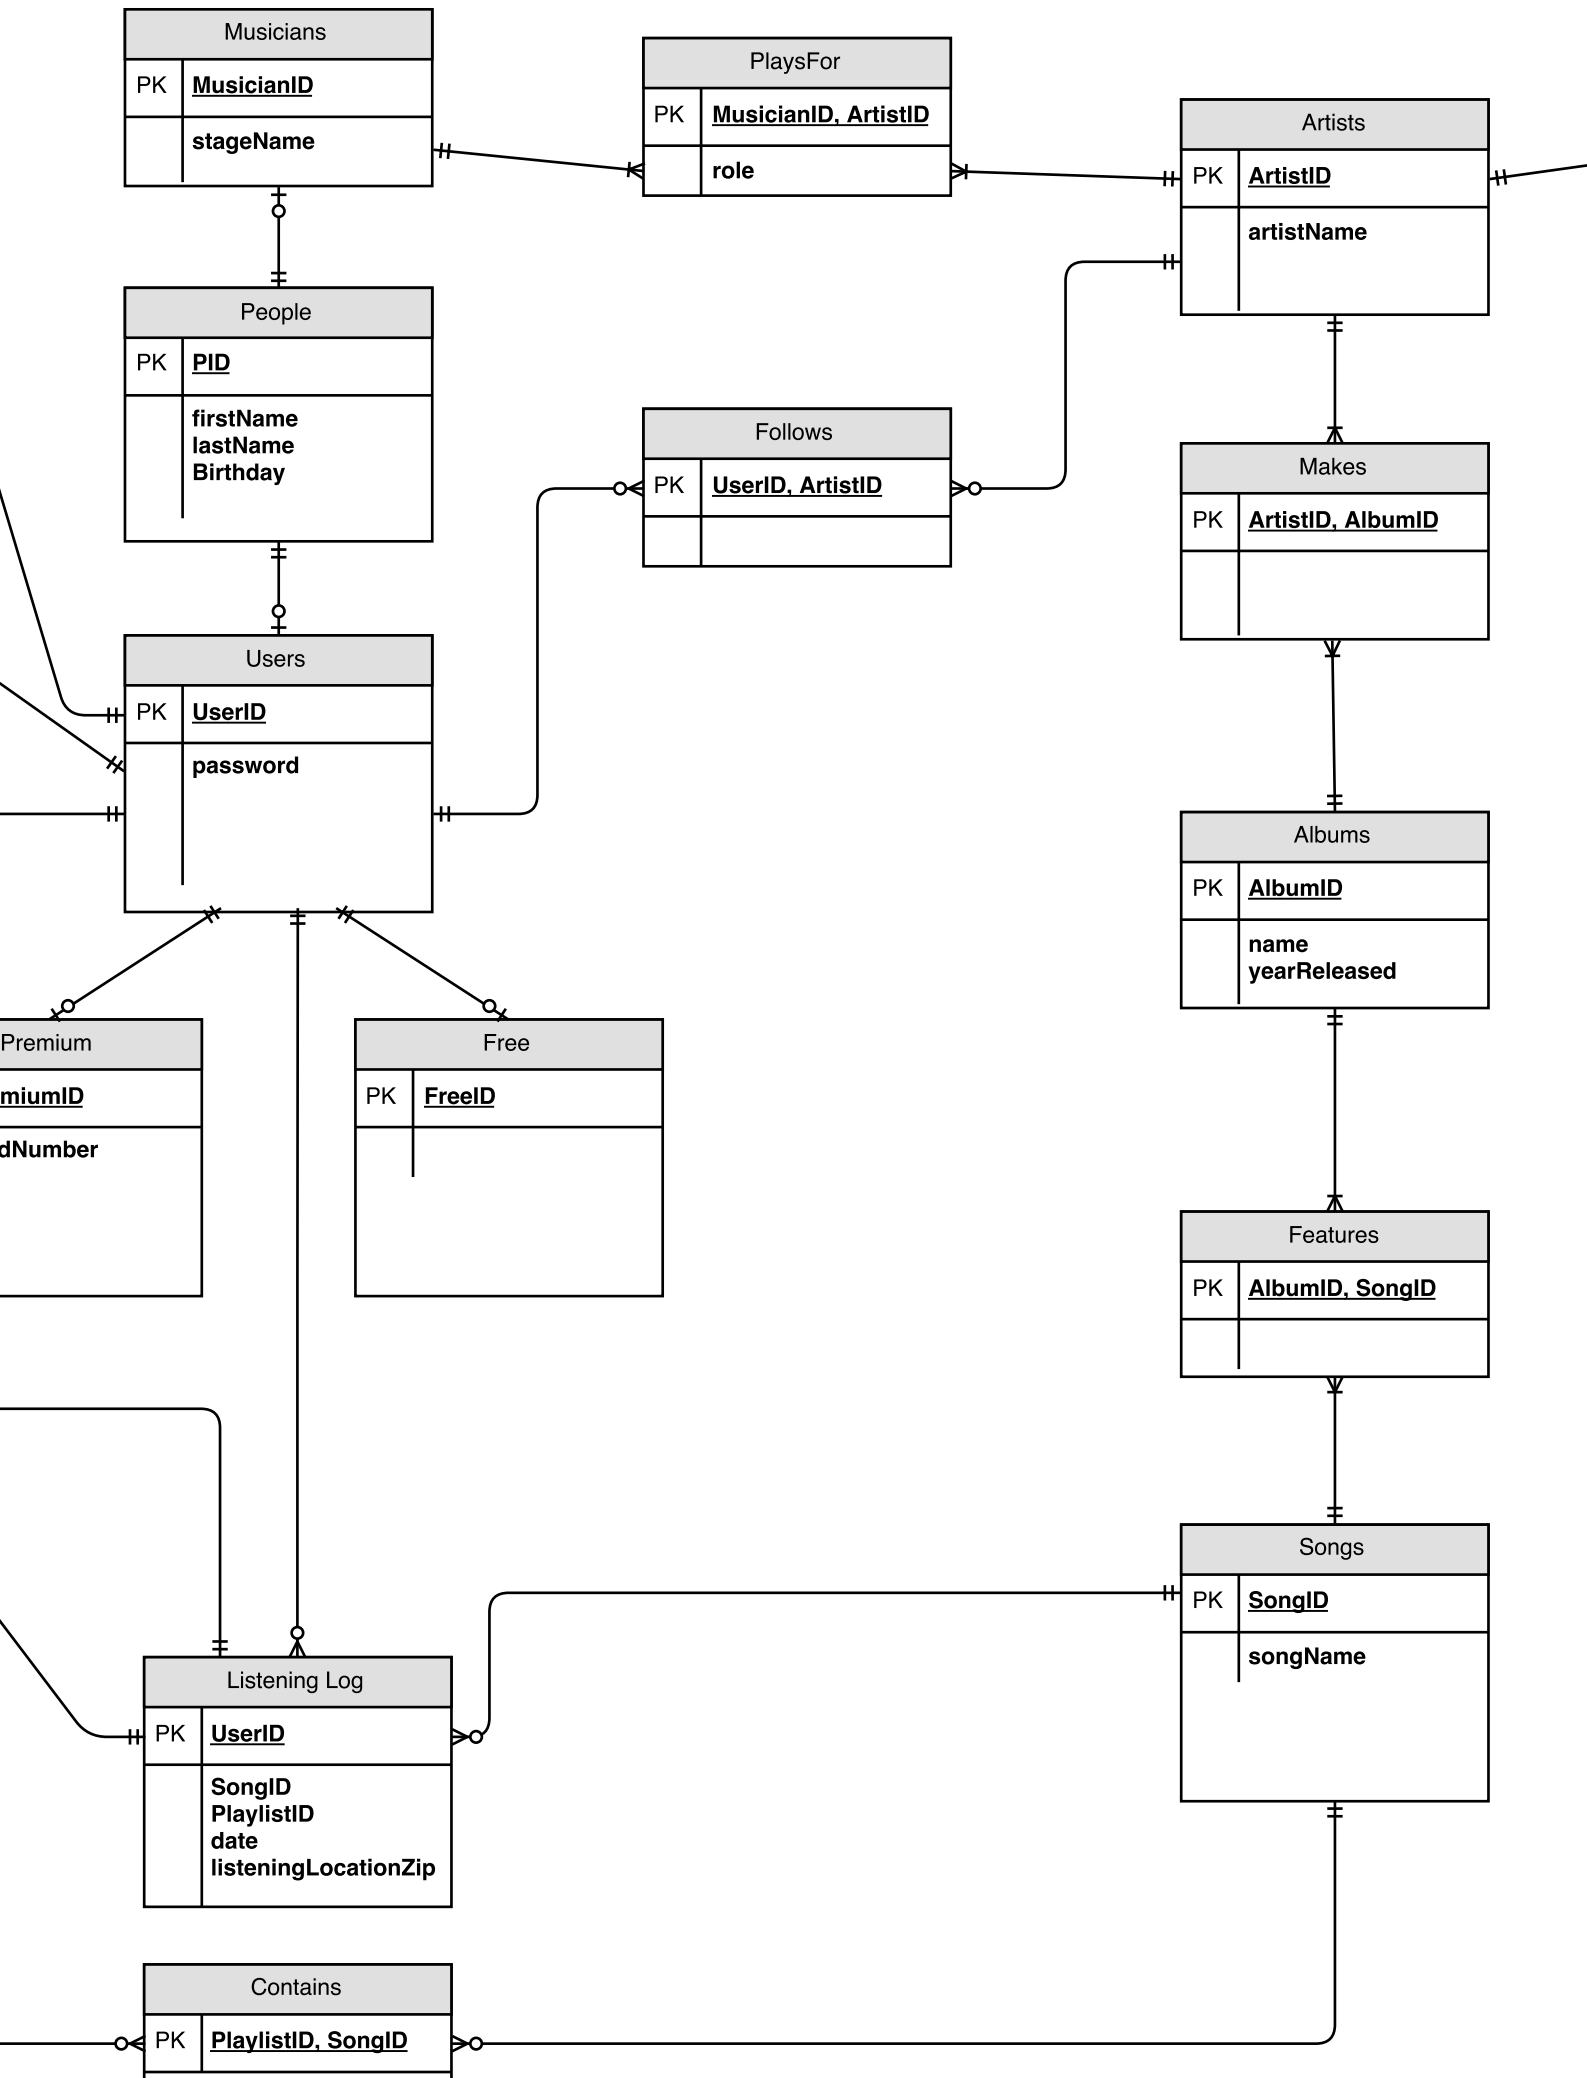 Musicians
PK MusicianID
stageName
PlaysFor
PK MusicianID, ArtistID
role
Artists
PK ArtistID
artistName
People
PK PID
firstName
lastName
Birthday
Follows
PK UserID, ArtistID
Makes
PK ArtistID, AlbumID
Users
PK UserID
password
Albums
PK AlbumID
name
yearReleased
Premium
miumID
dNumber
Free
PK FreeID
Features
PK AlbumID, SongID
Songs
PK SongID
songName
Listening Log
PK UserID
SongID
PlaylistID
date
listeningLocationZip
Contains
PK PlaylistID, SongID